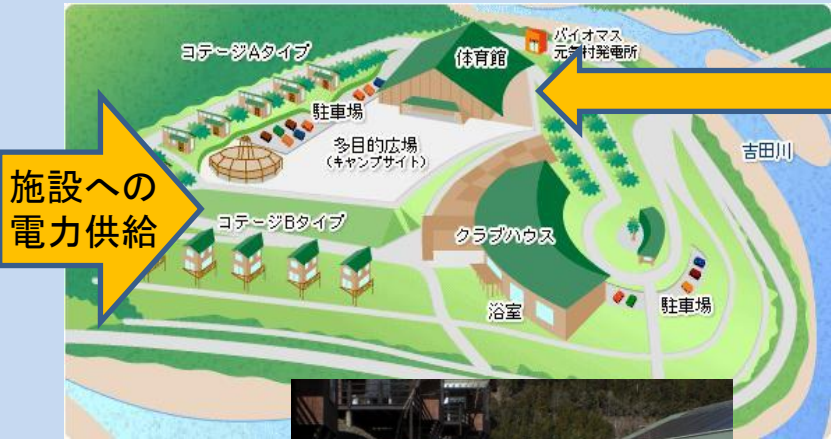 コテージAタイプ
体育館
バイオマス
元気村発電所
駐車場
多目的広場
(キャンプサイト)
吉田川
施設への
電力供給
コテージBタイプ
クラブハウス
浴室
駐車場